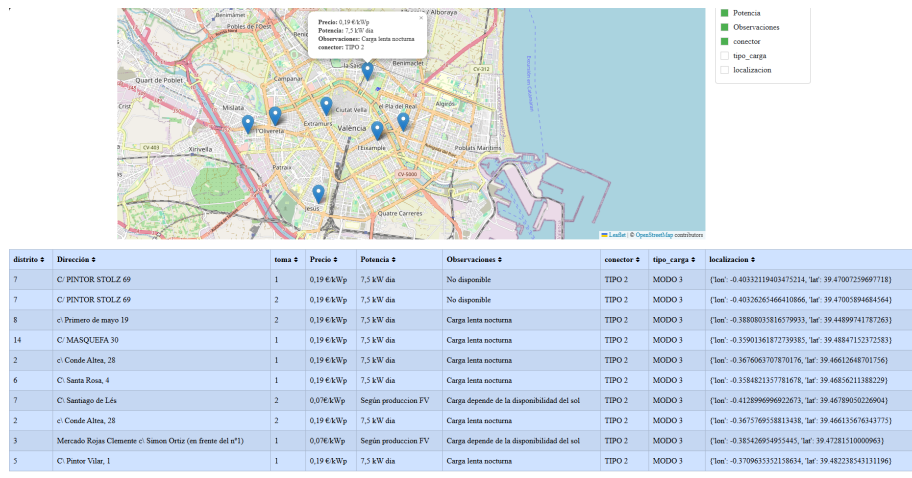 Benimàmet
Pobles de l'Oest
Alboraya
Precio: 0,19 €/kWp
Potencia: 7,5 kW dia
Observaciones: Carga lenta nocturna
conector: TIPO 2
×
Potencia
Observaciones
conector
tipo_carga
localizacion
la Saïdia
Benimaclet
CV-312
Quart de Poblet
Campanar
Mislata
Ciutat Vella
el Pla del Real
Algirós
l'Olivereta
Extramurs
València
CV-403
Xirivella
l'Eixample
Poblats Marítims
Patraix
CV-5000
Jesús
Quatre Carreres
Leaflet | © OpenStreetMap contributors
distrito Dirección toma Precio Potencia Observaciones conector tipo_carga localizacion
7 C/ PINTOR STOLZ 69 1 0,19 €/kWp 7,5 kW dia No disponible TIPO 2 MODO 3 {'lon': -0.40332119403475214, 'lat': 39.47007259697718}
7 C/ PINTOR STOLZ 69 2 0,19 €/kWp 7,5 kW dia No disponible TIPO 2 MODO 3 {'lon': -0.40326265466410866, 'lat': 39.47005894684564}
8 c\ Primero de mayo 19 2 0,19 €/kWp 7,5 kW dia Carga lenta nocturna TIPO 2 MODO 3 {'lon': -0.38808035816579933, 'lat': 39.44899741787263}
14 C/ MASQUEFA 30 1 0,19 €/kWp 7,5 kW dia Carga lenta nocturna TIPO 2 MODO 3 {'lon': -0.35901361872739385, 'lat': 39.48847152372583}
2 c\ Conde Altea, 28 1 0,19 €/kWp 7,5 kW dia Carga lenta nocturna TIPO 2 MODO 3 {'lon': -0.3676063707870176, 'lat': 39.46612648701756}
6 C\ Santa Rosa, 4 1 0,19 €/kWp 7,5 kW dia Carga lenta nocturna TIPO 2 MODO 3 {'lon': -0.3584821357781678, 'lat': 39.46856211388229}
7 C\ Santiago de Lés 2 0,07€/kWp Según produccion FV Carga depende de la disponibilidad del sol TIPO 2 MODO 3 {'lon': -0.4128996996922673, 'lat': 39.46789050226904}
2 c\ Conde Altea, 28 2 0,19 €/kWp 7,5 kW dia Carga lenta nocturna TIPO 2 MODO 3 {'lon': -0.3675769558813438, 'lat': 39.466135676343775}
3 Mercado Rojas Clemente c\ Simon Ortiz (en frente del nº1) 1 0,07€/kWp Según produccion FV Carga depende de la disponibilidad del sol TIPO 2 MODO 3 {'lon': -0.385426954955445, 'lat': 39.47281510000963}
5 C\ Pintor Vilar, 1 1 0,19 €/kWp 7,5 kW dia Carga lenta nocturna TIPO 2 MODO 3 {'lon': -0.3709635352158634, 'lat': 39.482238543131196}